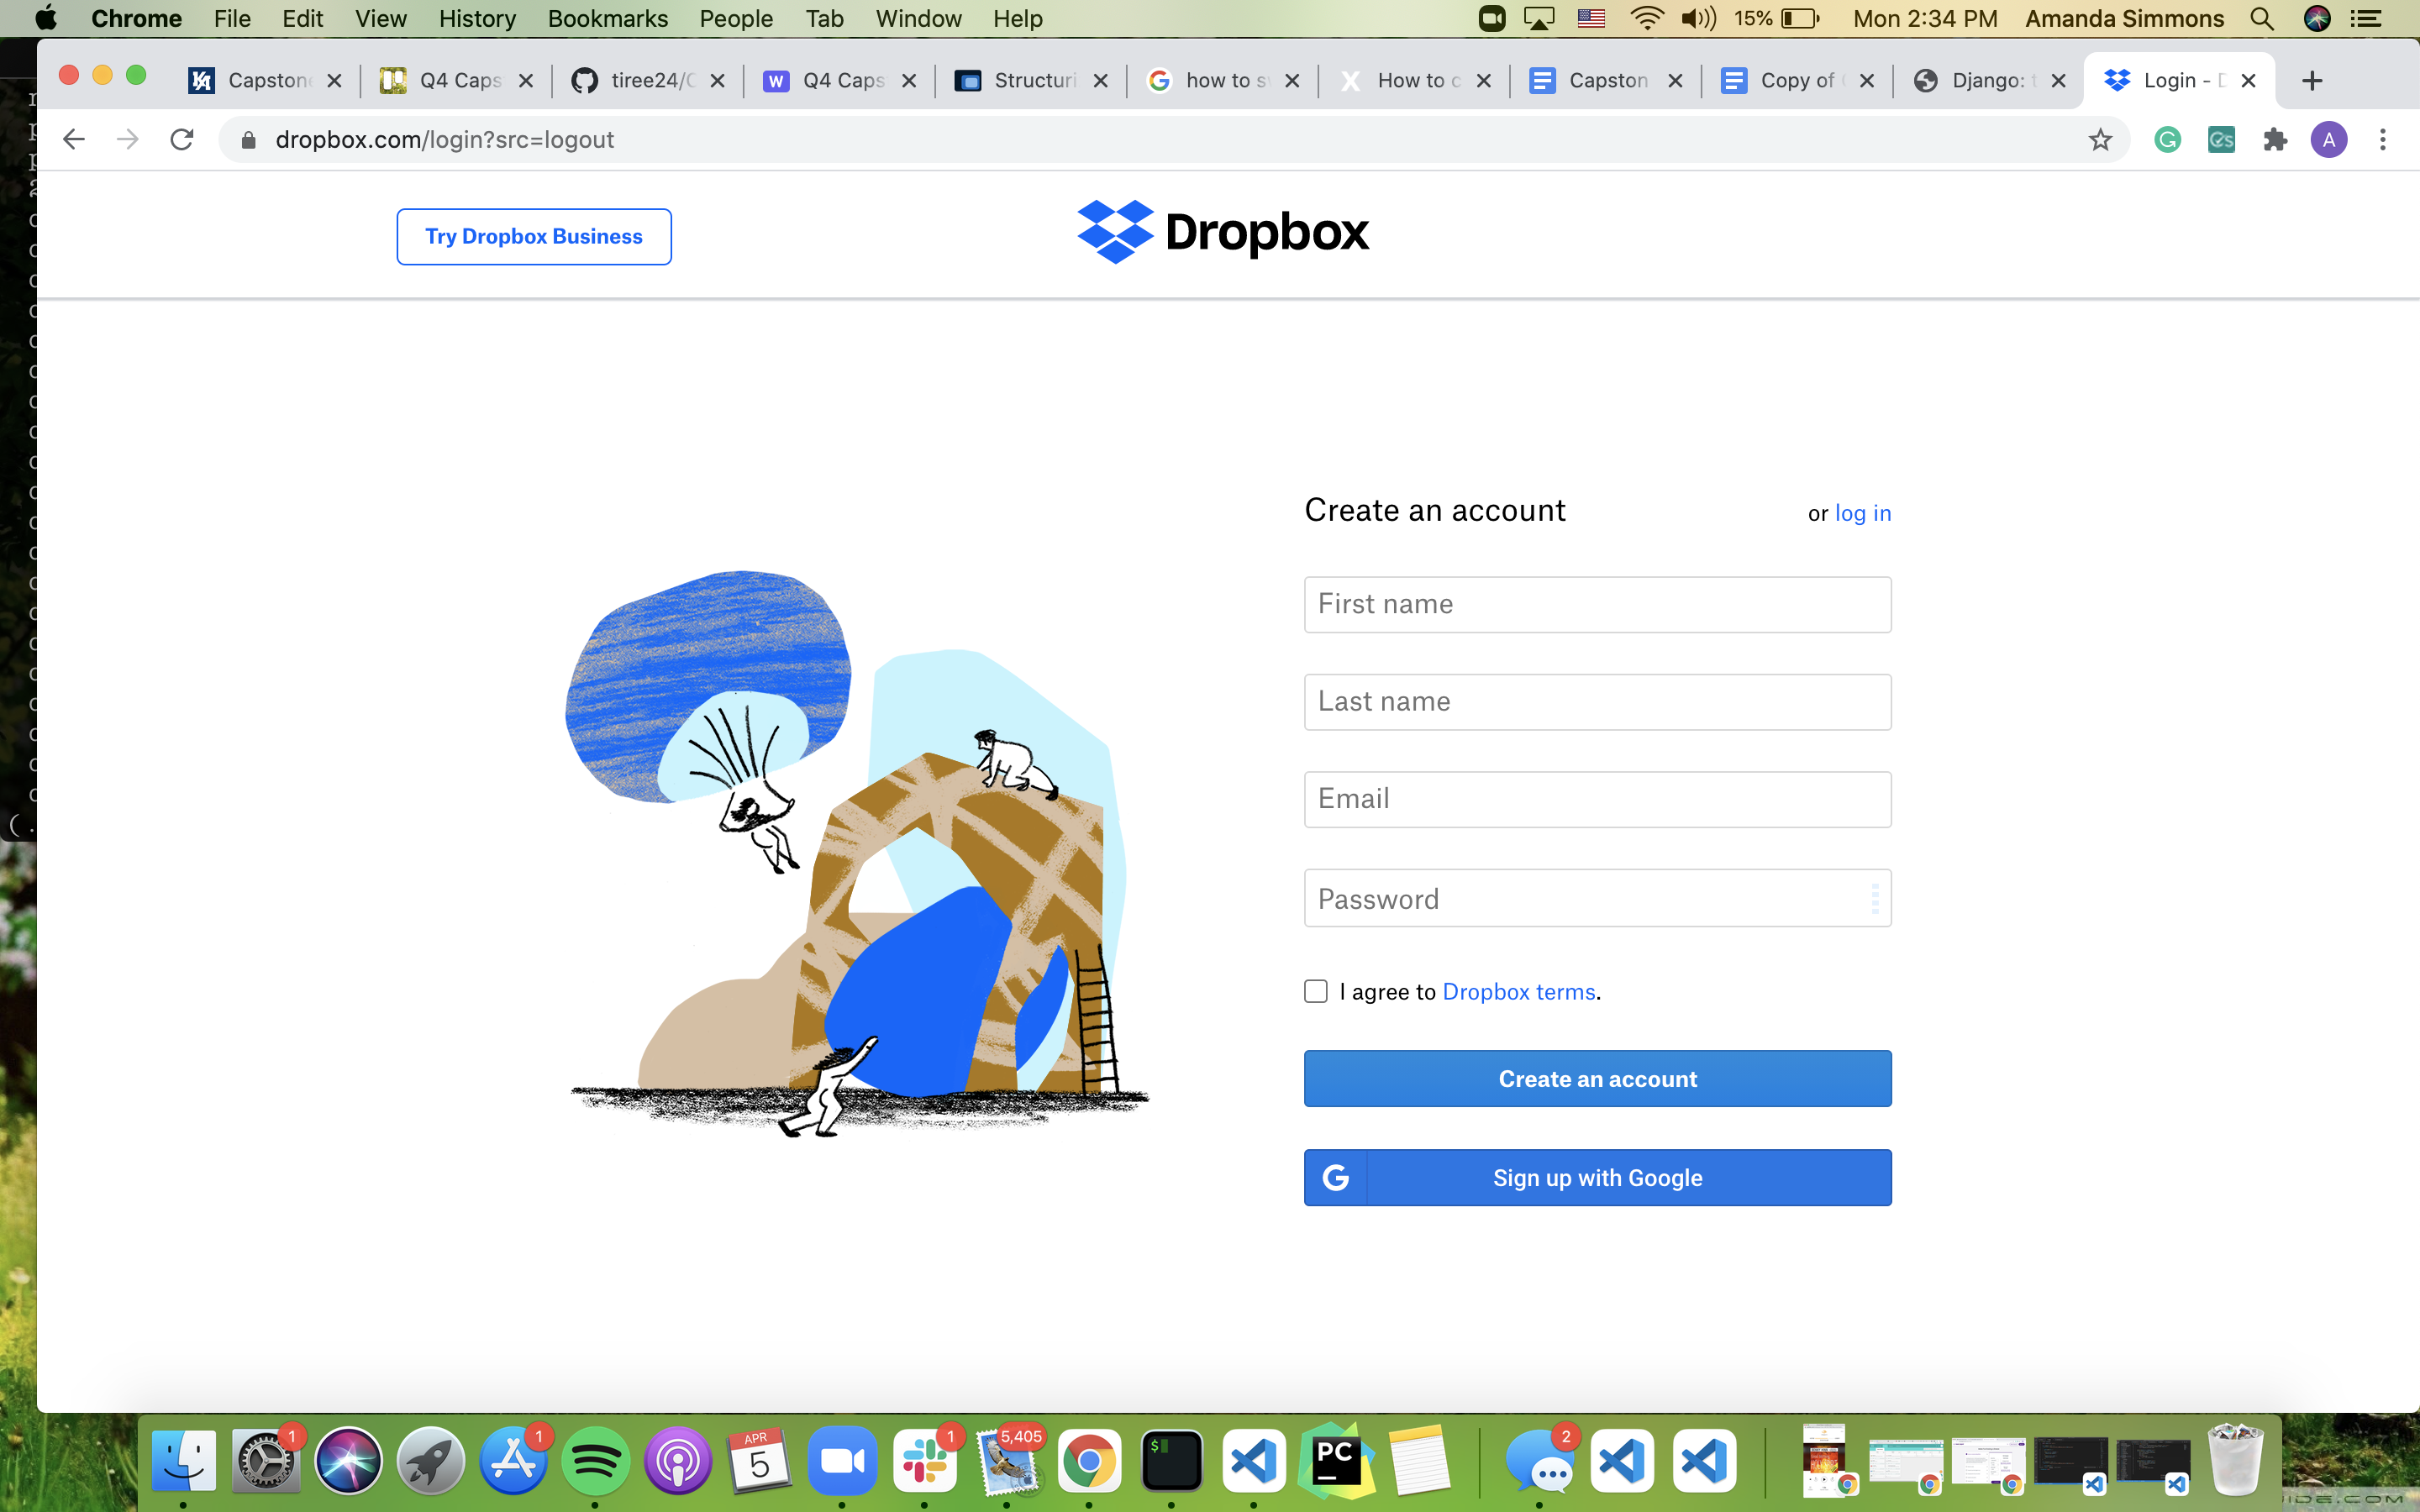 Chrome File Edit View History Bookmarks People Tab Window Help 15% Mon 2:34 PM Amanda Simmons
Capstone Q4 Caps tiree24/ W Q4 Caps Structuri how to s How to c Capston Copy of Django: Login -
dropbox.com/login?src=logout A
Try Dropbox Business
Dropbox
Create an account
or log in
First name
Last name
Email
Password
I agree to Dropbox terms.
Create an account
G Sign up with Google
1
1
APR
5
1
5,405
$
PC
2